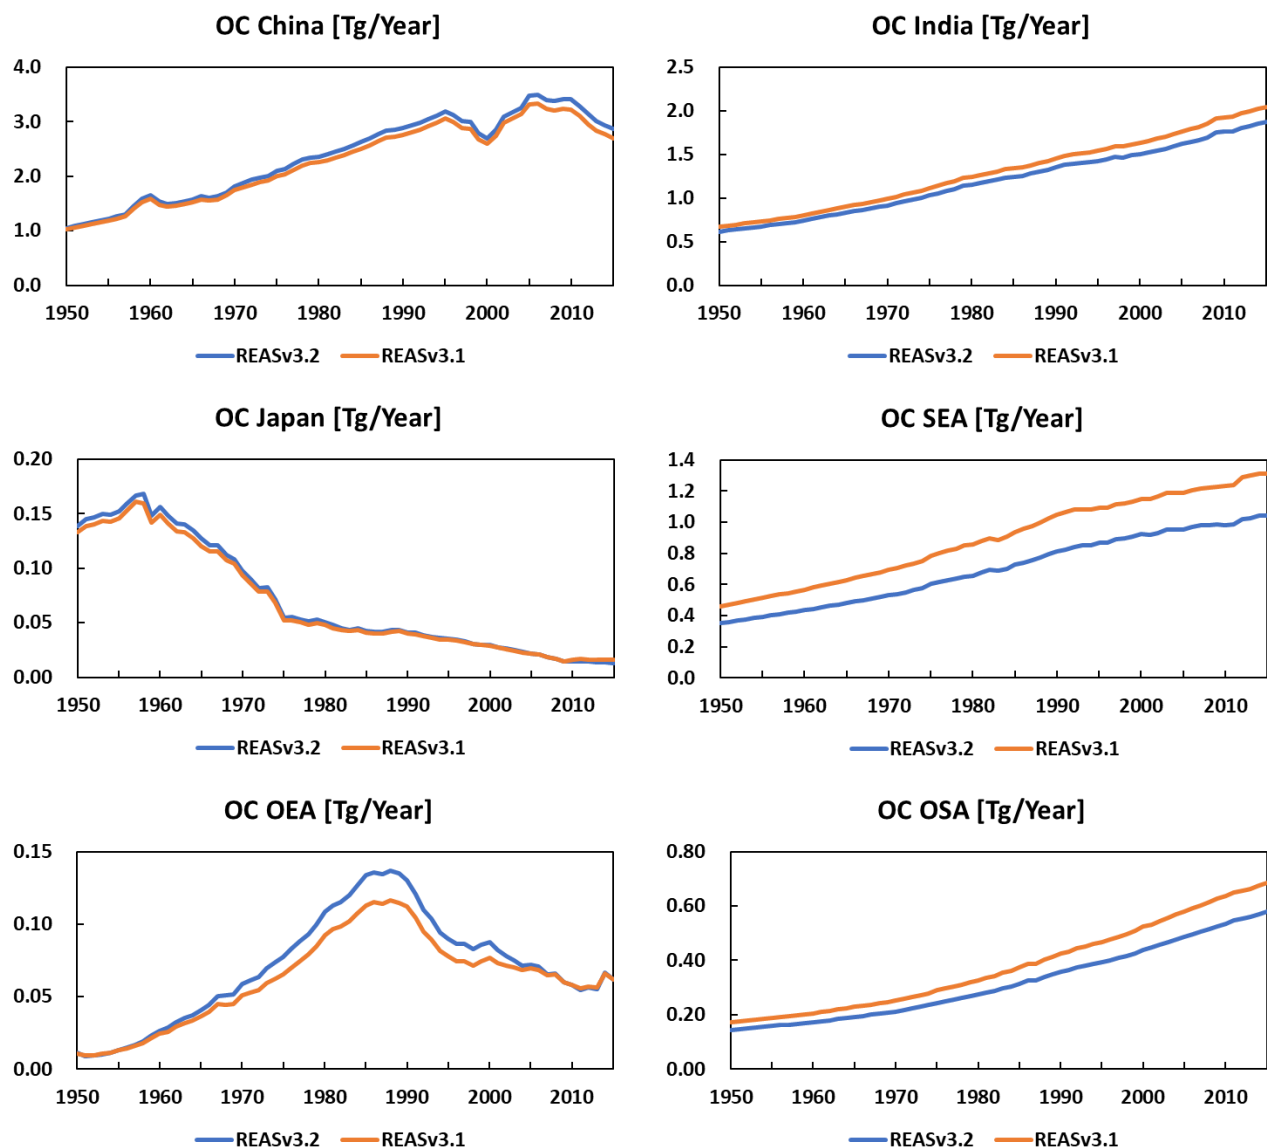 OC China [Tg/Year]
4.0
3.0
2.0
1.0
0.0
1950 1960 1970 1980 1990 2000 2010
REASv3.2 REASv3.1
OC India [Tg/Year]
2.5
2.0
1.5
1.0
0.5
0.0
1950 1960 1970 1980 1990 2000 2010
REASv3.2 REASv3.1
OC Japan [Tg/Year]
0.20
0.15
0.10
0.05
0.00
1950 1960 1970 1980 1990 2000 2010
REASv3.2 REASv3.1
OC SEA [Tg/Year]
1.4
1.2
1.0
0.8
0.6
0.4
0.2
0.0
1950 1960 1970 1980 1990 2000 2010
REASv3.2 REASv3.1
OC OEA [Tg/Year]
0.15
0.10
0.05
0.00
1950 1960 1970 1980 1990 2000 2010
REASv3.2 REASv3.1
OC OSA [Tg/Year]
0.80
0.60
0.40
0.20
0.00
1950 1960 1970 1980 1990 2000 2010
REASv3.2 REASv3.1